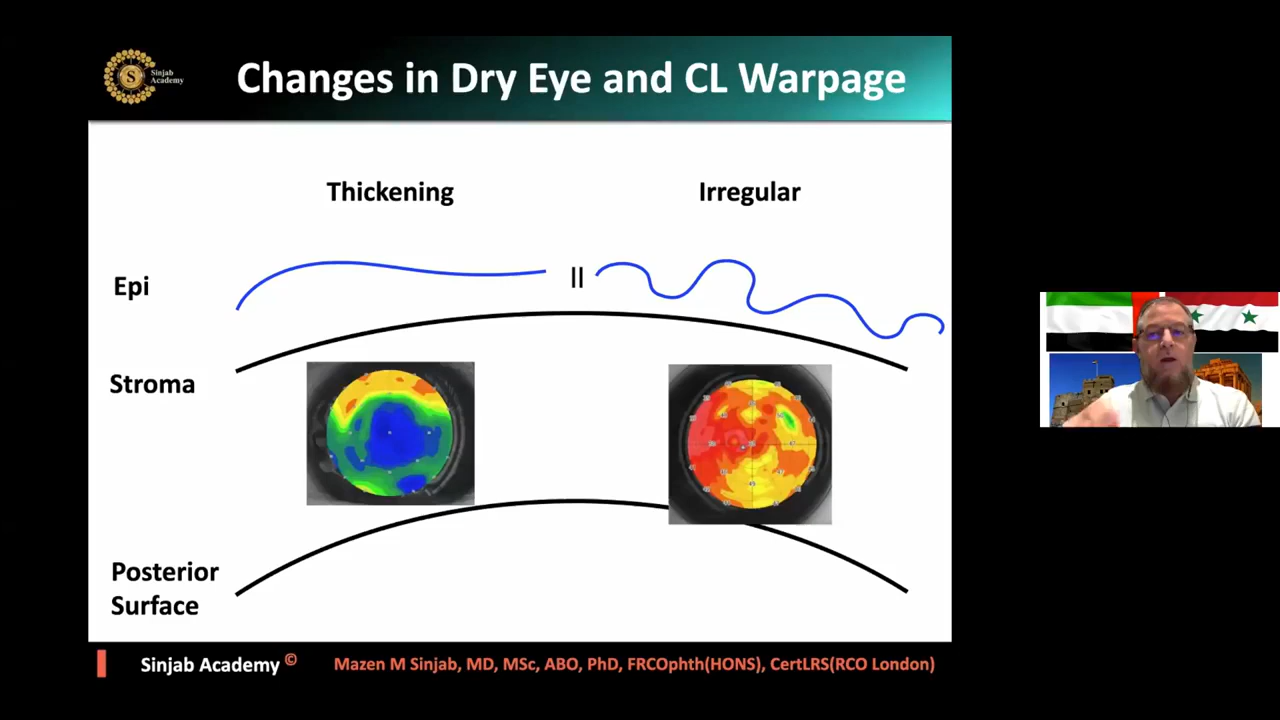 Sinjab
Academy
S
Changes in Dry Eye and CL Warpage
Thickening
Irregular
Epi
Stroma
Posterior
Surface
Sinjab Academy ©
Mazen M Sinjab, MD, MSc, ABO, PhD, FRCOphth(HONS), CertLRS(RCO London)